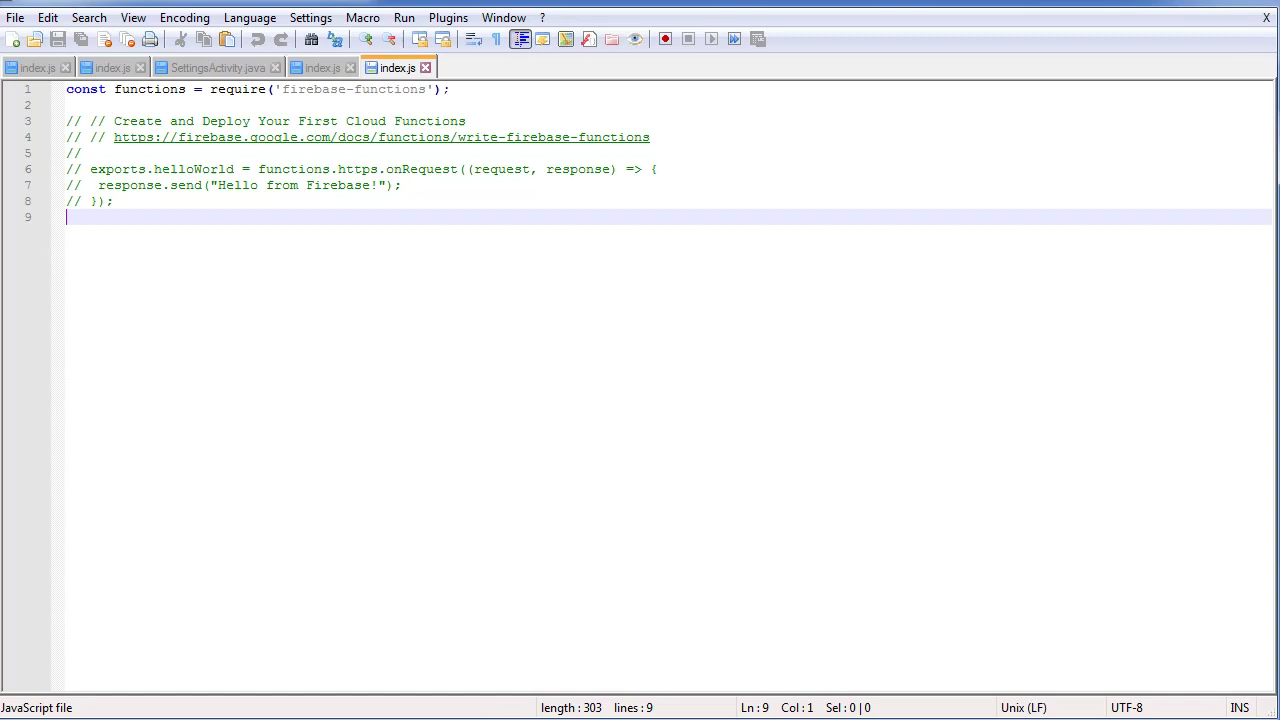 File Edit Search View Encoding Language Settings Macro Run Plugins Window ? X
index.js index.js SettingsActivity.java index.js index.js
1 const functions = require('firebase-functions');
2
3 // // Create and Deploy Your First Cloud Functions
4 // // https://firebase.google.com/docs/functions/write-firebase-functions
5 //
6 // exports.helloWorld = functions.https.onRequest((request, response) => {
7 //  response.send("Hello from Firebase!");
8 // });
9
JavaScript file length : 303 lines : 9 Ln : 9 Col : 1 Sel : 0 | 0 Unix (LF) UTF-8 INS